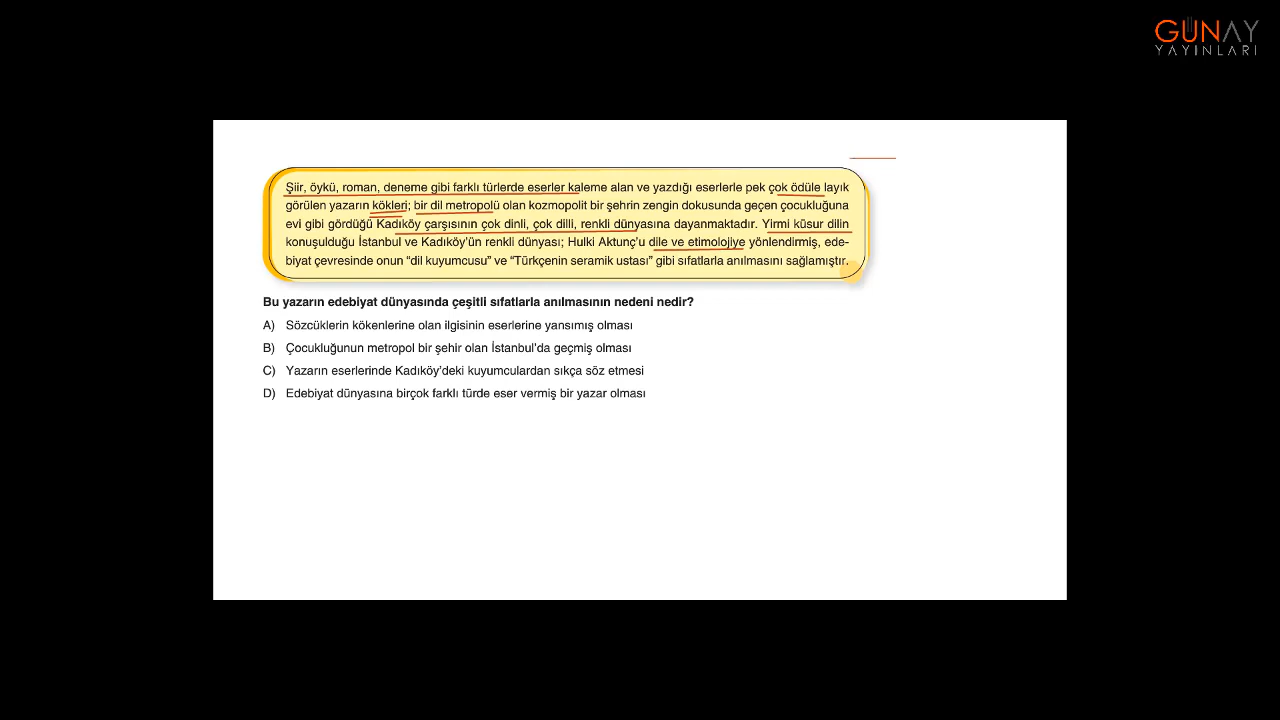 GÜNAY
YAYINLARI
Şiir, öykü, roman, deneme gibi farklı türlerde eserler kaleme alan ve yazdığı eserlerle pek çok ödüle layık
görülen yazarın kökleri; bir dil metropolü olan kozmopolit bir şehrin zengin dokusunda geçen çocukluğuna
evi gibi gördüğü Kadıköy çarşısının çok dinli, çok dilli, renkli dünyasına dayanmaktadır. Yirmi küsur dilin
konuşulduğu İstanbul ve Kadıköy'ün renkli dünyası; Hulki Aktunç'u dile ve etimolojiye yönlendirmiş, ede-
biyat çevresinde onun "dil kuyumcusu" ve "Türkçenin seramik ustası" gibi sıfatlarla anılmasını sağlamıştır.
Bu yazarın edebiyat dünyasında çeşitli sıfatlarla anılmasının nedeni nedir?
A) Sözcüklerin kökenlerine olan ilgisinin eserlerine yansımış olması
B) Çocukluğunun metropol bir şehir olan İstanbul'da geçmiş olması
C) Yazarın eserlerinde Kadıköy'deki kuyumculardan sıkça söz etmesi
D) Edebiyat dünyasına birçok farklı türde eser vermiş bir yazar olması